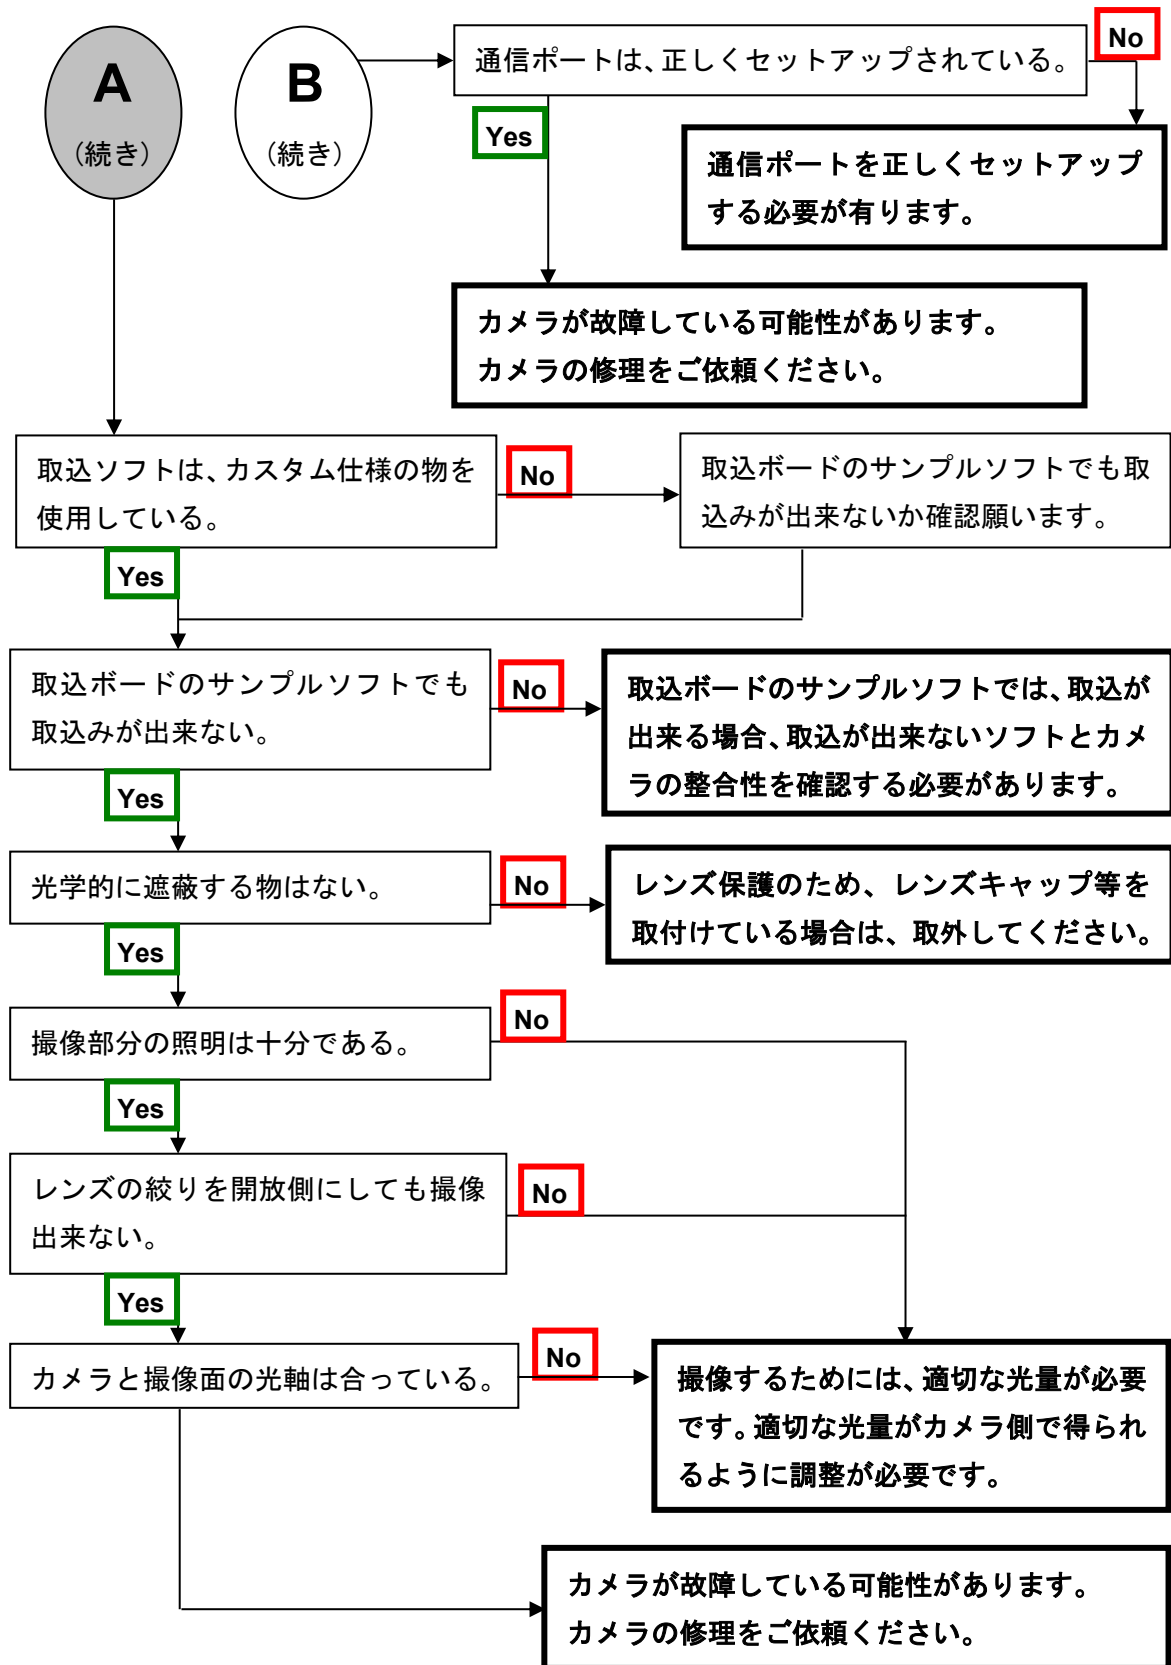 A
(続き)
B
(続き)
通信ポートは、正しくセットアップされている。
No
Yes
通信ポートを正しくセットアップ
する必要が有ります。
カメラが故障している可能性があります。
カメラの修理をご依頼ください。
取込ソフトは、カスタム仕様の物を
使用している。
No
取込ボードのサンプルソフトでも取
込みが出来ないか確認願います。
Yes
取込ボードのサンプルソフトでも
取込みが出来ない。
No
取込ボードのサンプルソフトでは、取込が
出来る場合、取込が出来ないソフトとカメ
ラの整合性を確認する必要があります。
Yes
光学的に遮蔽する物はない。
No
レンズ保護のため、レンズキャップ等を
取付けている場合は、取外してください。
Yes
撮像部分の照明は十分である。
No
Yes
レンズの絞りを開放側にしても撮像
出来ない。
No
Yes
カメラと撮像面の光軸は合っている。
No
撮像するためには、適切な光量が必要
です。適切な光量がカメラ側で得られ
るように調整が必要です。
カメラが故障している可能性があります。
カメラの修理をご依頼ください。